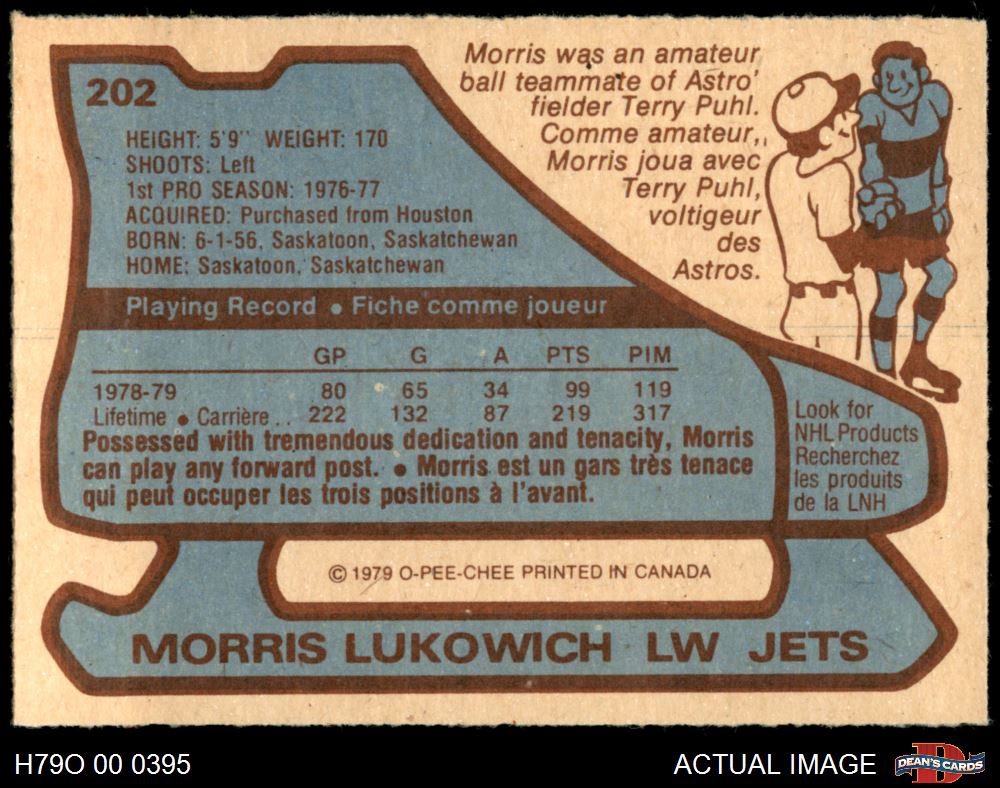 202
Morris was an amateur
ball teammate of Astro'
fielder Terry Puhl.
Comme amateur,
Morris joua avec
Terry Puhl,
voltigeur
des
Astros.
HEIGHT: 5'9" WEIGHT: 170
SHOOTS: Left
1st PRO SEASON: 1976-77
ACQUIRED: Purchased from Houston
BORN: 6-1-56, Saskatoon, Saskatchewan
HOME: Saskatoon, Saskatchewan
Playing Record • Fiche comme joueur
GP G A PTS PIM
1978-79 80 65 34 99 119
Lifetime • Carrière .. 222 132 87 219 317
Possessed with tremendous dedication and tenacity, Morris
can play any forward post. • Morris est un gars très tenace
qui peut occuper les trois positions à l'avant.
Look for
NHL Products
Recherchez
les produits
de la LNH
© 1979 O-PEE-CHEE PRINTED IN CANADA
MORRIS LUKOWICH LW JETS
H79O 00 0395
ACTUAL IMAGE
D
DEAN'S CARDS